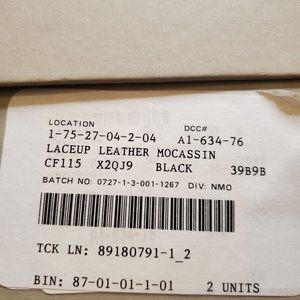 LOCATION DCC#
1-75-27-04-2-04 A1-634-76
LACEUP LEATHER MOCASSIN
CF115 X2QJ9 BLACK 39B9B
BATCH NO: 0727-1-3-001-1267 DIV: NMO
TCK LN: 89180791-1_2
BIN: 87-01-01-1-01 2 UNITS